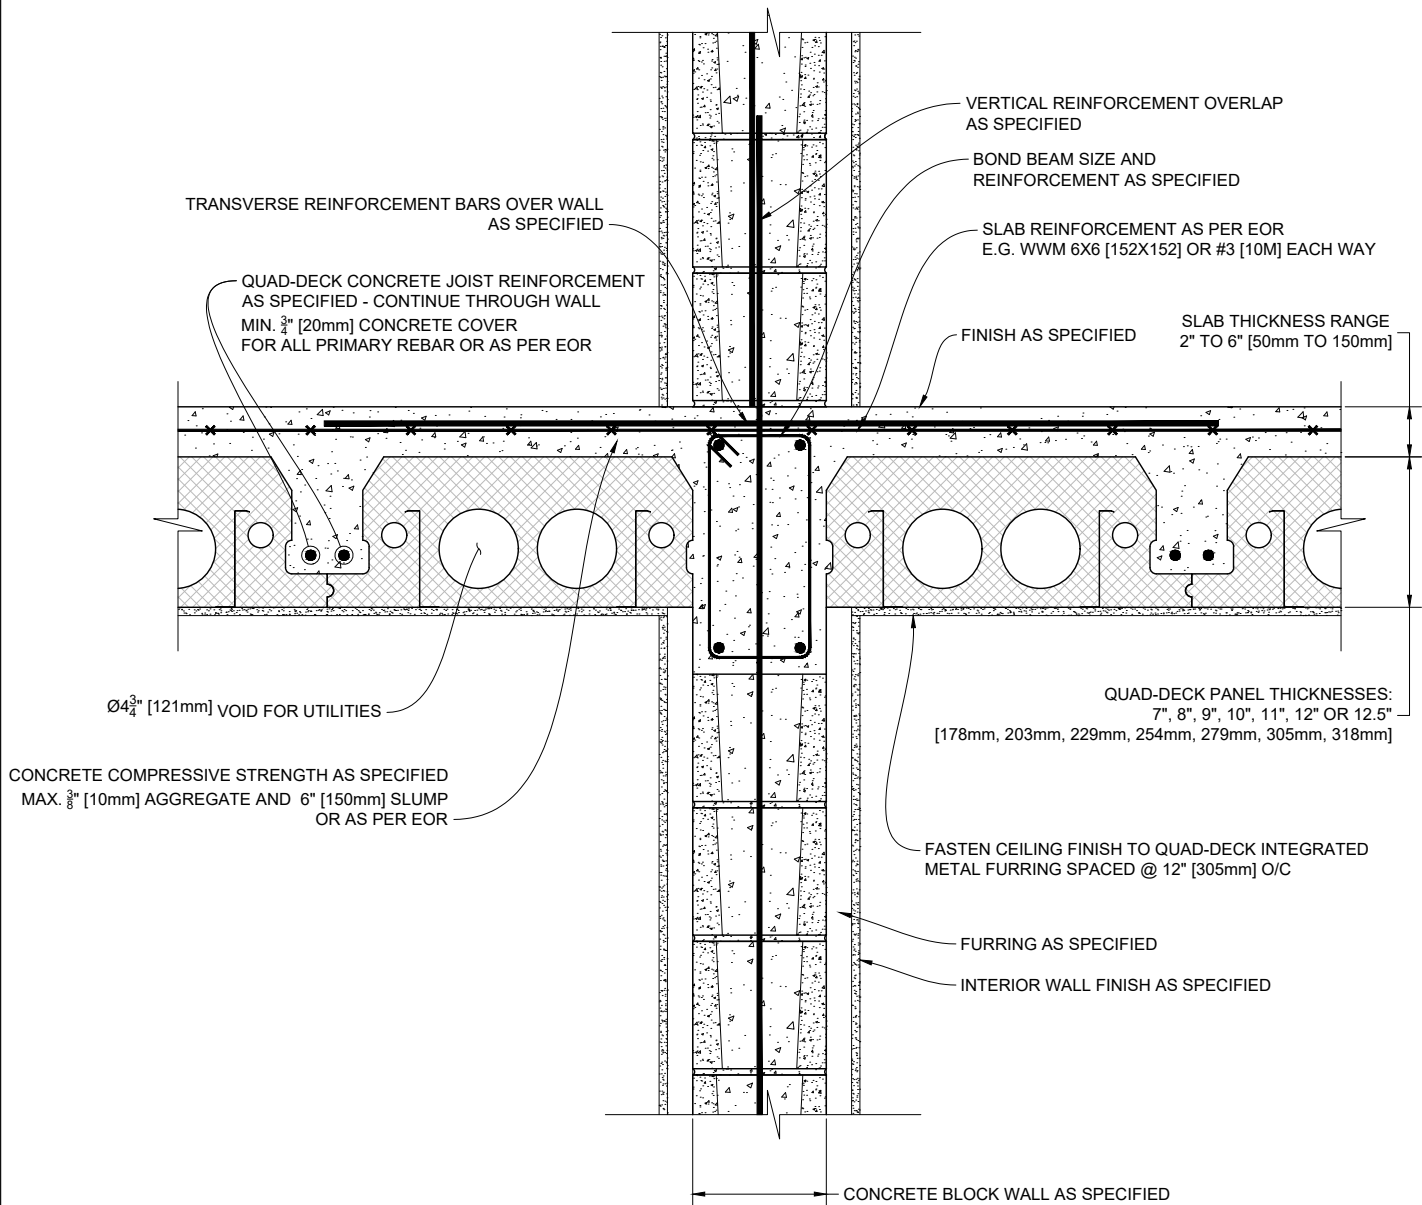 VERTICAL REINFORCEMENT OVERLAP
AS SPECIFIED
BOND BEAM SIZE AND
REINFORCEMENT AS SPECIFIED
TRANSVERSE REINFORCEMENT BARS OVER WALL
AS SPECIFIED
SLAB REINFORCEMENT AS PER EOR
E.G. WWM 6X6 [152X152] OR #3 [10M] EACH WAY
QUAD-DECK CONCRETE JOIST REINFORCEMENT
AS SPECIFIED - CONTINUE THROUGH WALL
MIN. 3/4" [20mm] CONCRETE COVER
FOR ALL PRIMARY REBAR OR AS PER EOR
FINISH AS SPECIFIED
SLAB THICKNESS RANGE
2" TO 6" [50mm TO 150mm]
Ø4 3/4" [121mm] VOID FOR UTILITIES
QUAD-DECK PANEL THICKNESSES:
7", 8", 9", 10", 11", 12" OR 12.5"
[178mm, 203mm, 229mm, 254mm, 279mm, 305mm, 318mm]
CONCRETE COMPRESSIVE STRENGTH AS SPECIFIED
MAX. 3/8" [10mm] AGGREGATE AND 6" [150mm] SLUMP
OR AS PER EOR
FASTEN CEILING FINISH TO QUAD-DECK INTEGRATED
METAL FURRING SPACED @ 12" [305mm] O/C
FURRING AS SPECIFIED
INTERIOR WALL FINISH AS SPECIFIED
CONCRETE BLOCK WALL AS SPECIFIED